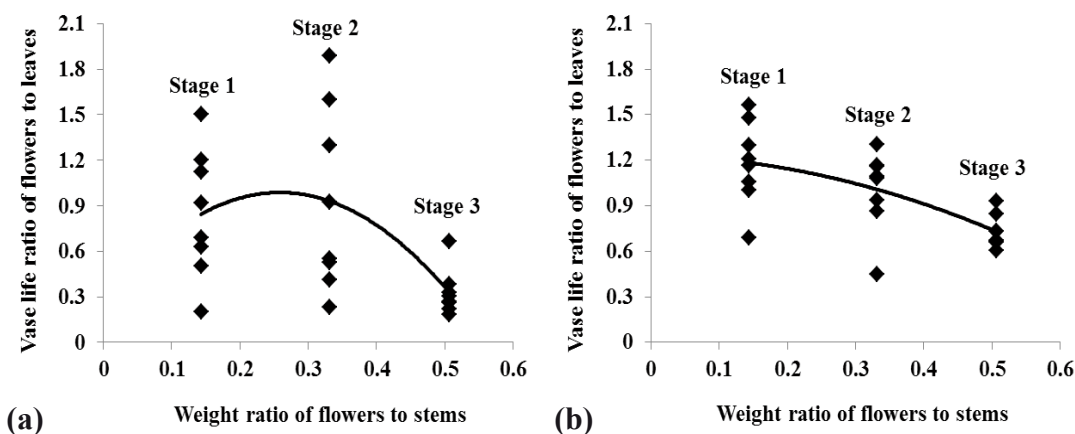 Vase life ratio of flowers to leaves
2.1
1.8
1.5
1.2
0.9
0.6
0.3
0
Stage 1
Stage 2
Stage 3
0 0.1 0.2 0.3 0.4 0.5 0.6
(a) Weight ratio of flowers to stems
Vase life ratio of flowers to leaves
2.1
1.8
1.5
1.2
0.9
0.6
0.3
0
Stage 1
Stage 2
Stage 3
0 0.1 0.2 0.3 0.4 0.5 0.6
(b) Weight ratio of flowers to stems